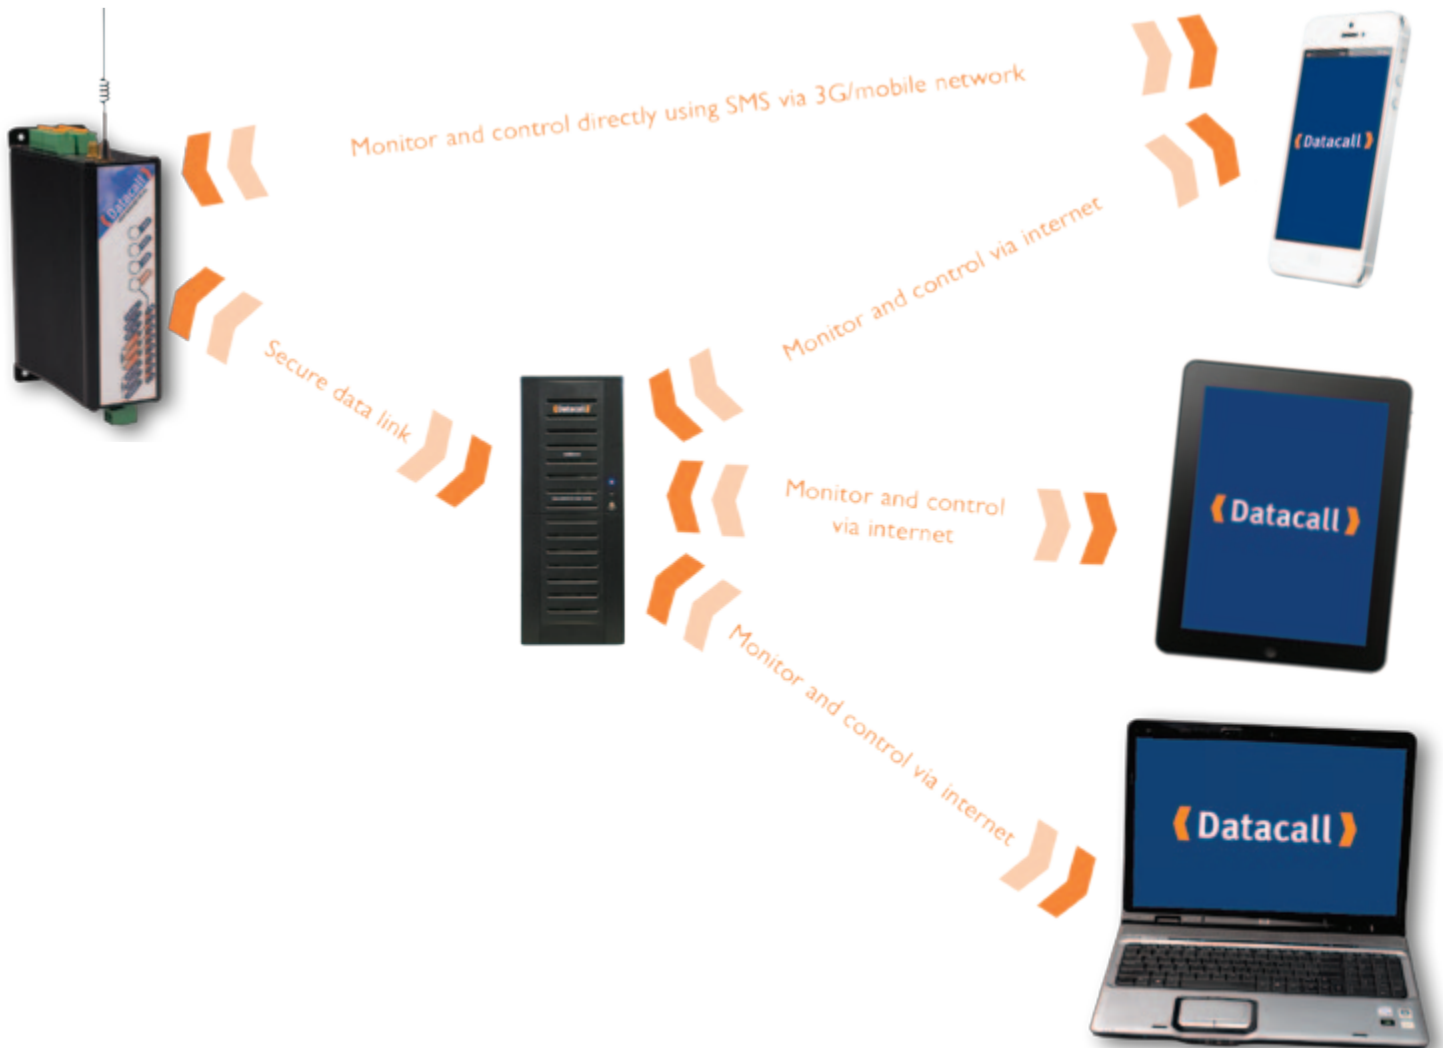 Monitor and control directly using SMS via 3G/mobile network
Datacall
Datacall
Monitor and control via internet
Secure data link
Datacall
Monitor and control
via internet
Datacall
Monitor and control via internet
Datacall